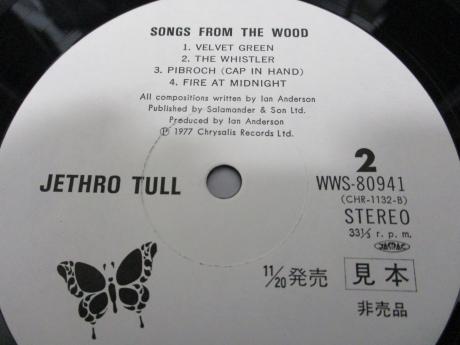 SONGS FROM THE WOOD
1. VELVET GREEN
2. THE WHISTLER
3. PIBROCH (CAP IN HAND)
4. FIRE AT MIDNIGHT
All compositions written by Ian Anderson
Published by Salamander & Son Ltd.
Produced by Ian Anderson
Ⓟ 1977 Chrysalis Records Ltd.
JETHRO TULL
2
WWS-80941
(CHR-1132-B)
STEREO
33⅓ r.p.m.
JASRAC
11/20発売
見本
非売品